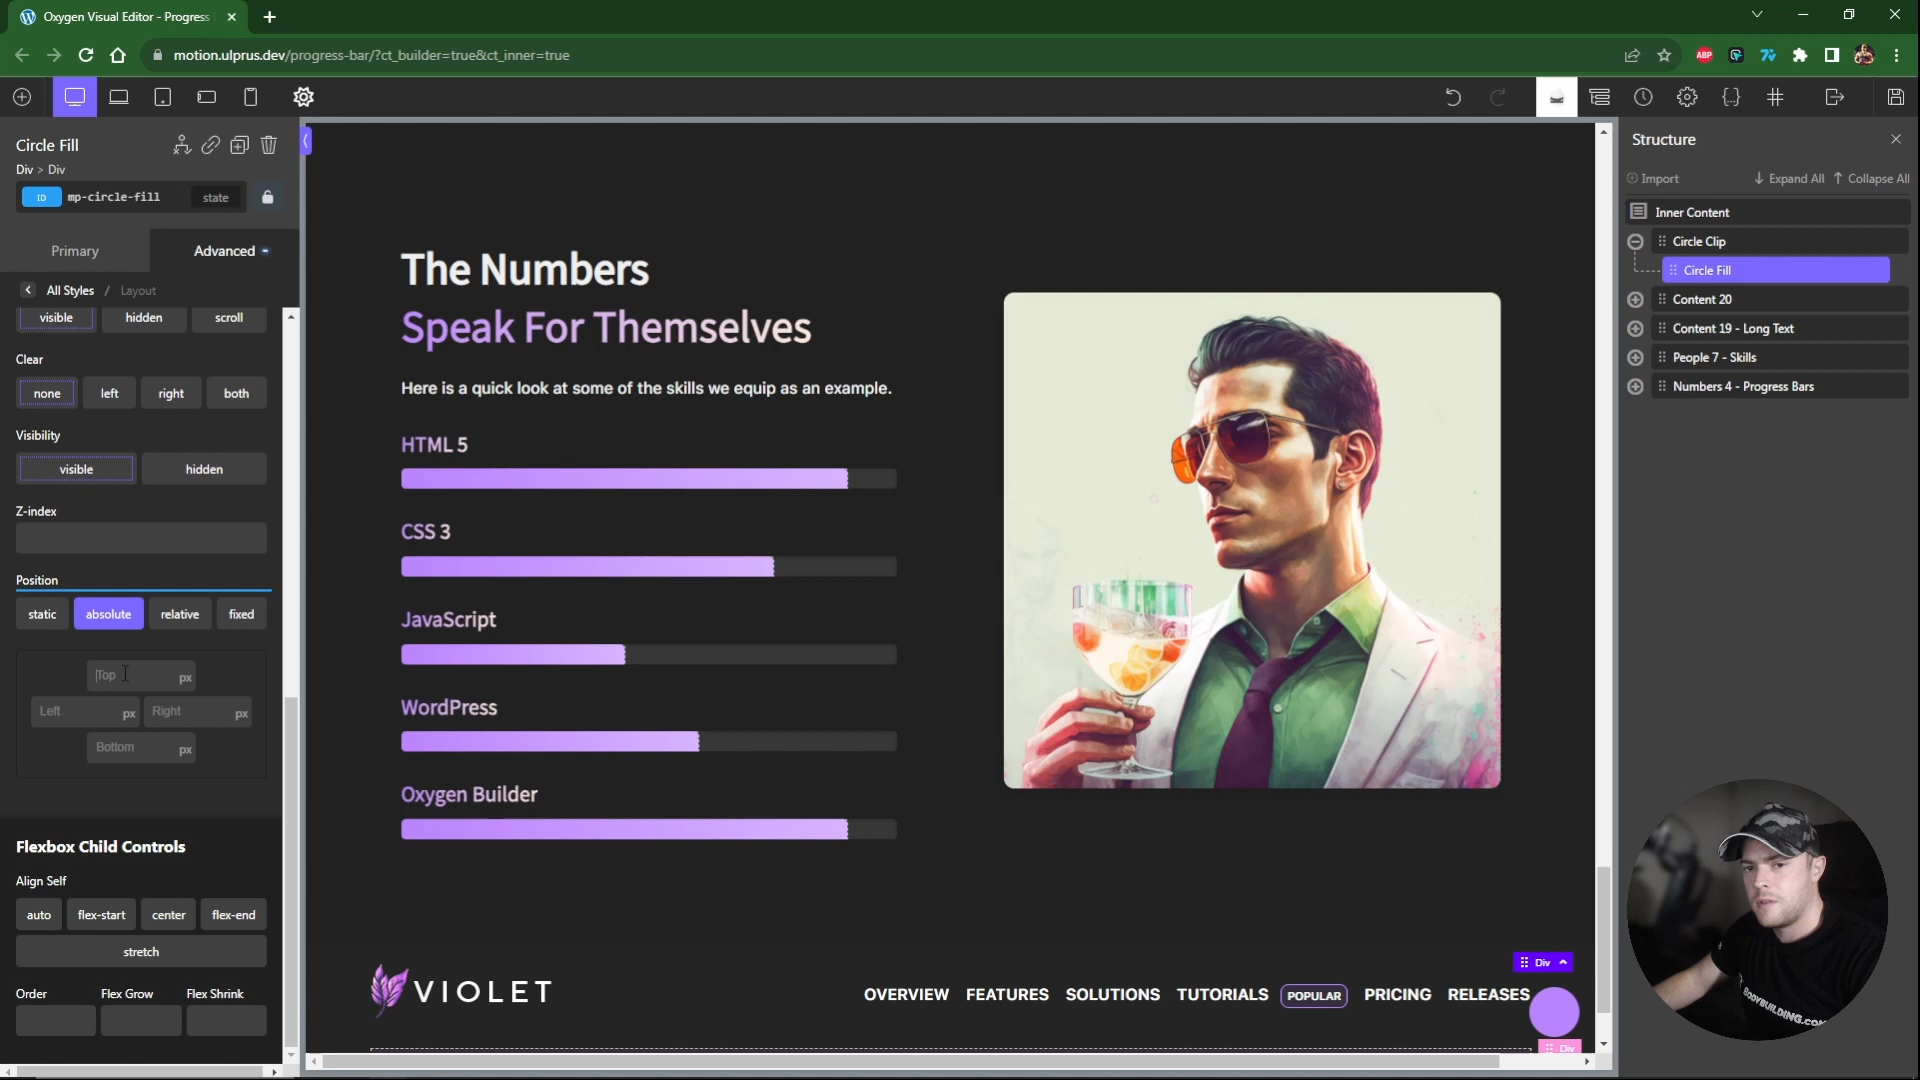 Oxygen Visual Editor - Progress
motion.ulprus.dev/progress-bar/?ct_builder=true&ct_inner=true
ABP
Circle Fill
Div > Div
ID mp-circle-fill state
Primary Advanced
All Styles / Layout
visible hidden scroll
Clear
none left right both
Visibility
visible hidden
Z-index
Position
static absolute relative fixed
Top px
Left px Right px
Bottom px
Flexbox Child Controls
Align Self
auto flex-start center flex-end
stretch
Order Flex Grow Flex Shrink
The Numbers
Speak For Themselves
Here is a quick look at some of the skills we equip as an example.
HTML 5
CSS 3
JavaScript
WordPress
Oxygen Builder
Div
VIOLET
OVERVIEW FEATURES SOLUTIONS TUTORIALS POPULAR PRICING RELEASES
Div
Structure
Import Expand All Collapse All
Inner Content
Circle Clip
Circle Fill
Content 20
Content 19 - Long Text
People 7 - Skills
Numbers 4 - Progress Bars
BODYBUILDING.COM